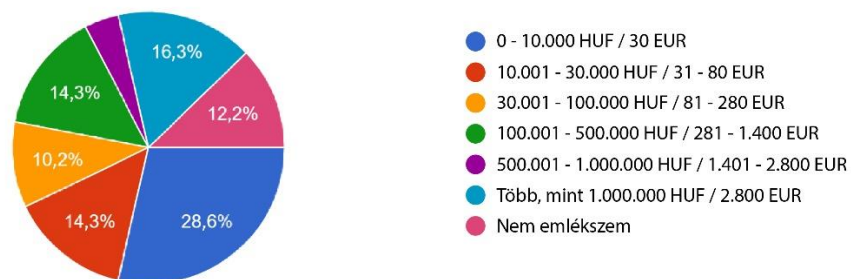 16,3%
12,2%
28,6%
14,3%
10,2%
14,3%
0 - 10.000 HUF / 30 EUR
10.001 - 30.000 HUF / 31 - 80 EUR
30.001 - 100.000 HUF / 81 - 280 EUR
100.001 - 500.000 HUF / 281 - 1.400 EUR
500.001 - 1.000.000 HUF / 1.401 - 2.800 EUR
Több, mint 1.000.000 HUF / 2.800 EUR
Nem emlékszem